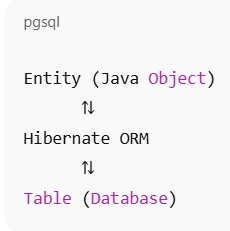 pgsql
Entity (Java Object)
⇅
Hibernate ORM
⇅
Table (Database)